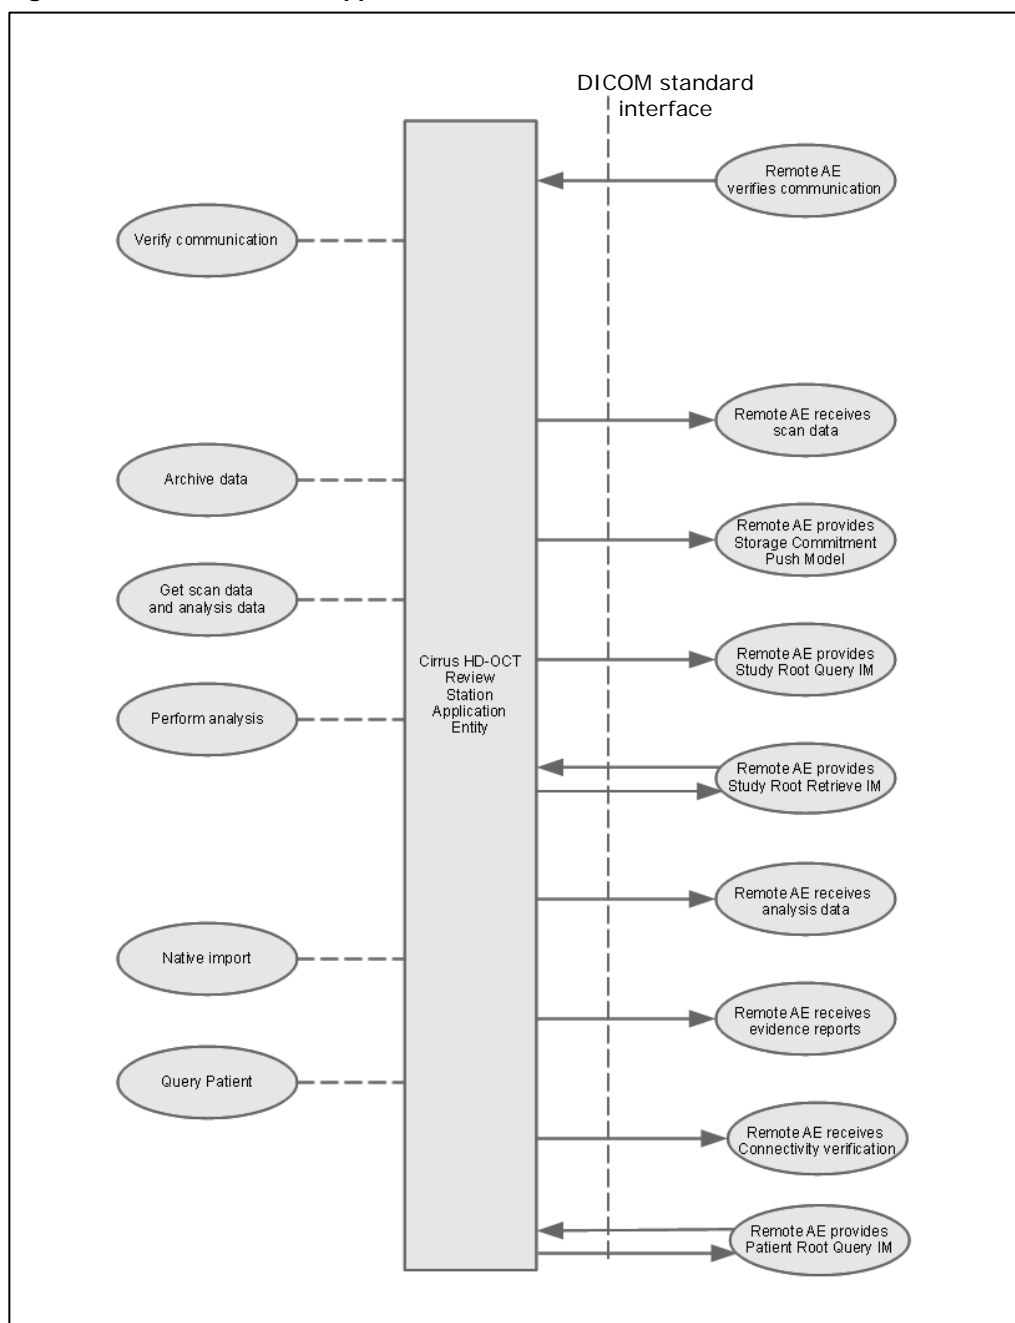 DICOM standard
interface
Remote AE
verifies communication
Verify communication
Remote AE receives
scan data
Archive data
Remote AE provides
Storage Commitment
Push Model
Get scan data
and analysis data
Remote AE provides
Study Root Query IM
Cirrus HD-OCT
Review
Station
Application
Entity
Perform analysis
Remote AE provides
Study Root Retrieve IM
Remote AE receives
analysis data
Native import
Remote AE receives
evidence reports
Query Patient
Remote AE receives
Connectivity verification
Remote AE provides
Patient Root Query IM